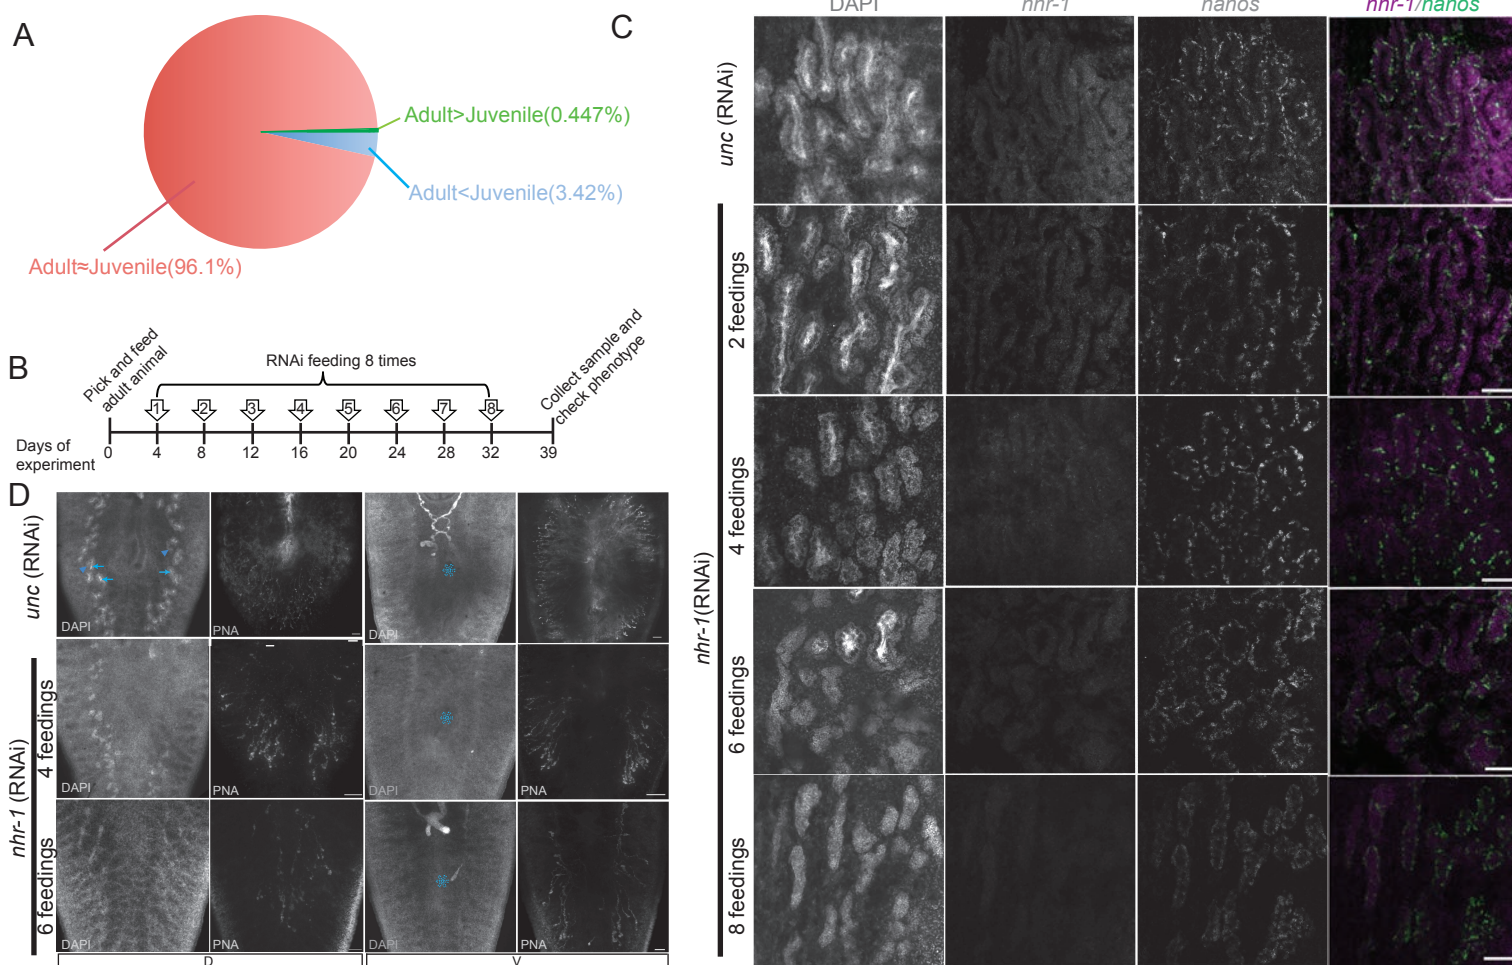 A
Adult>Juvenile(0.447%)
Adult<Juvenile(3.42%)
Adult≈Juvenile(96.1%)
B
Pick and feed
adult animal
RNAi feeding 8 times
Collect sample and
check phenotype
1 2 3 4 5 6 7 8
Days of
experiment
0 4 8 12 16 20 24 28 32 39
C
DAPI nhr-1 nanos nhr-1/nanos
unc (RNAi)
nhr-1(RNAi)
2 feedings
4 feedings
6 feedings
8 feedings
D
unc (RNAi)
DAPI PNA DAPI
nhr-1 (RNAi)
4 feedings
DAPI PNA DAPI PNA
6 feedings
DAPI PNA DAPI PNA
D V